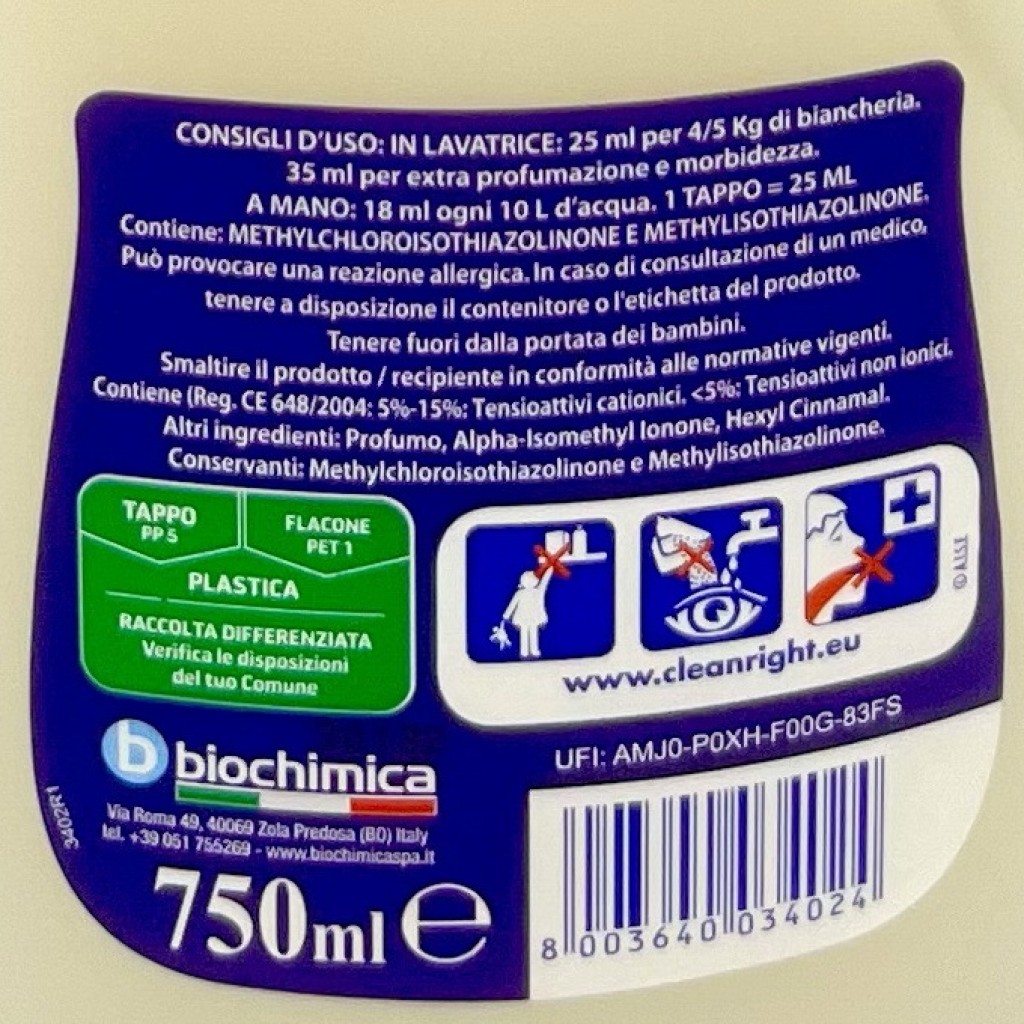 CONSIGLI D'USO: IN LAVATRICE: 25 ml per 4/5 Kg di biancheria.
35 ml per extra profumazione e morbidezza.
A MANO: 18 ml ogni 10 L d'acqua. 1 TAPPO = 25 ML
Contiene: METHYLCHLOROISOTHIAZOLINONE E METHYLISOTHIAZOLINONE.
Può provocare una reazione allergica. In caso di consultazione di un medico,
tenere a disposizione il contenitore o l'etichetta del prodotto.
Tenere fuori dalla portata dei bambini.
Smaltire il prodotto / recipiente in conformità alle normative vigenti.
Contiene (Reg. CE 648/2004: 5%-15%: Tensioattivi cationici. <5%: Tensioattivi non ionici.
Altri ingredienti: Profumo, Alpha-Isomethyl Ionone, Hexyl Cinnamal.
Conservanti: Methylchloroisothiazolinone e Methylisothiazolinone.
TAPPO
PP 5
FLACONE
PET 1
PLASTICA
RACCOLTA DIFFERENZIATA
Verifica le disposizioni
del tuo Comune
© A.I.S.E
www.cleanright.eu
UFI: AMJ0-P0XH-F00G-83FS
b biochimica
Via Roma 49, 40069 Zola Predosa (BO) Italy
tel. +39 051 755269 - www.biochimicaspa.it
3402R1
750ml e
8 003640 034024